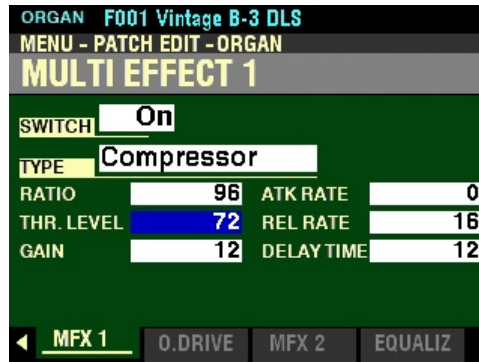 ORGAN F001 Vintage B-3 DLS
MENU - PATCH EDIT - ORGAN
MULTI EFFECT 1
SWITCH On
TYPE Compressor
RATIO 96 ATK RATE 0
THR. LEVEL 72 REL RATE 16
GAIN 12 DELAY TIME 12
MFX 1 O.DRIVE MFX 2 EQUALIZ